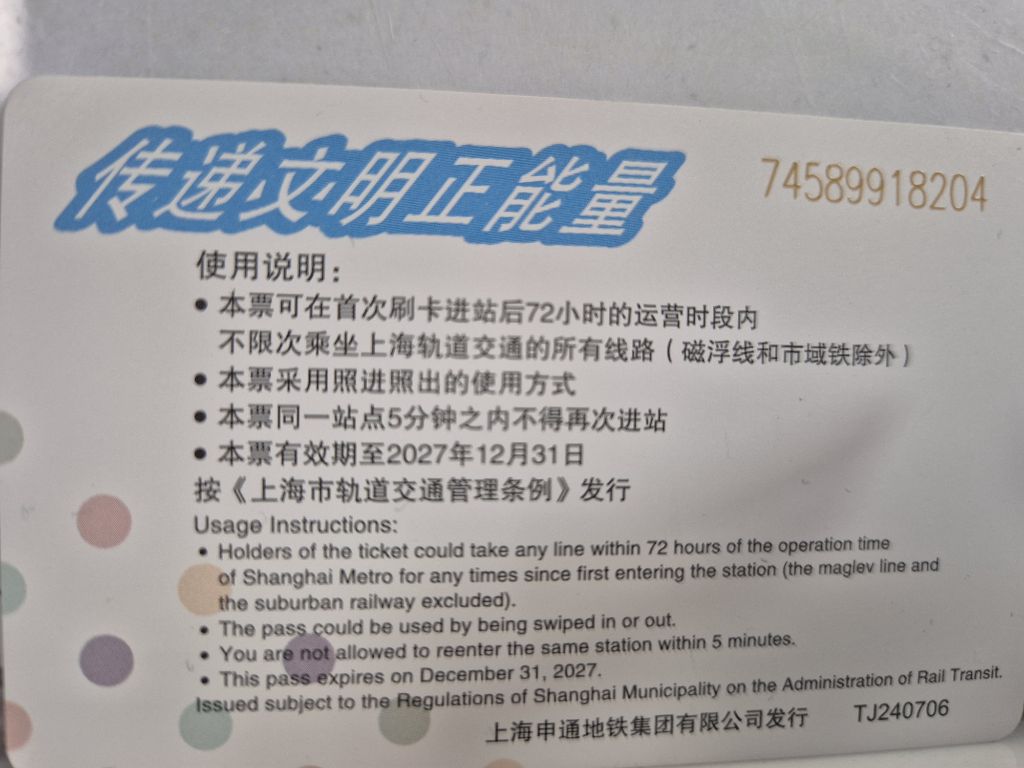 传递文明正能量
74589918204
使用说明：
• 本票可在首次刷卡进站后72小时的运营时段内
不限次乘坐上海轨道交通的所有线路（磁浮线和市域铁除外）
• 本票采用照进照出的使用方式
• 本票同一站点5分钟之内不得再次进站
• 本票有效期至2027年12月31日
按《上海市轨道交通管理条例》发行
Usage Instructions:
• Holders of the ticket could take any line within 72 hours of the operation time
of Shanghai Metro for any times since first entering the station (the maglev line and
the suburban railway excluded).
• The pass could be used by being swiped in or out.
• You are not allowed to reenter the same station within 5 minutes.
• This pass expires on December 31, 2027.
Issued subject to the Regulations of Shanghai Municipality on the Administration of Rail Transit.
上海申通地铁集团有限公司发行 TJ240706